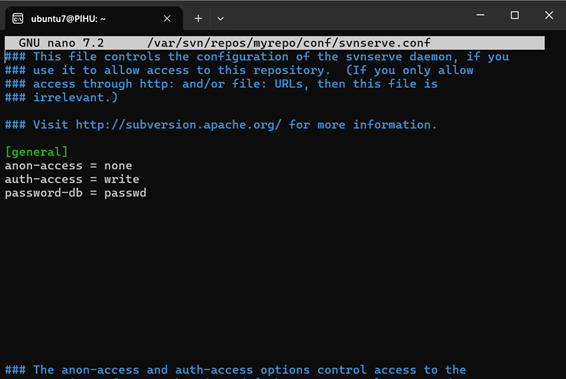 ubuntu7@PIHU: ~
GNU nano 7.2 /var/svn/repos/myrepo/conf/svnserve.conf
### This file controls the configuration of the svnserve daemon, if you
### use it to allow access to this repository.  (If you only allow
### access through http: and/or file: URLs, then this file is
### irrelevant.)
### Visit http://subversion.apache.org/ for more information.
[general]
anon-access = none
auth-access = write
password-db = passwd
### The anon-access and auth-access options control access to the